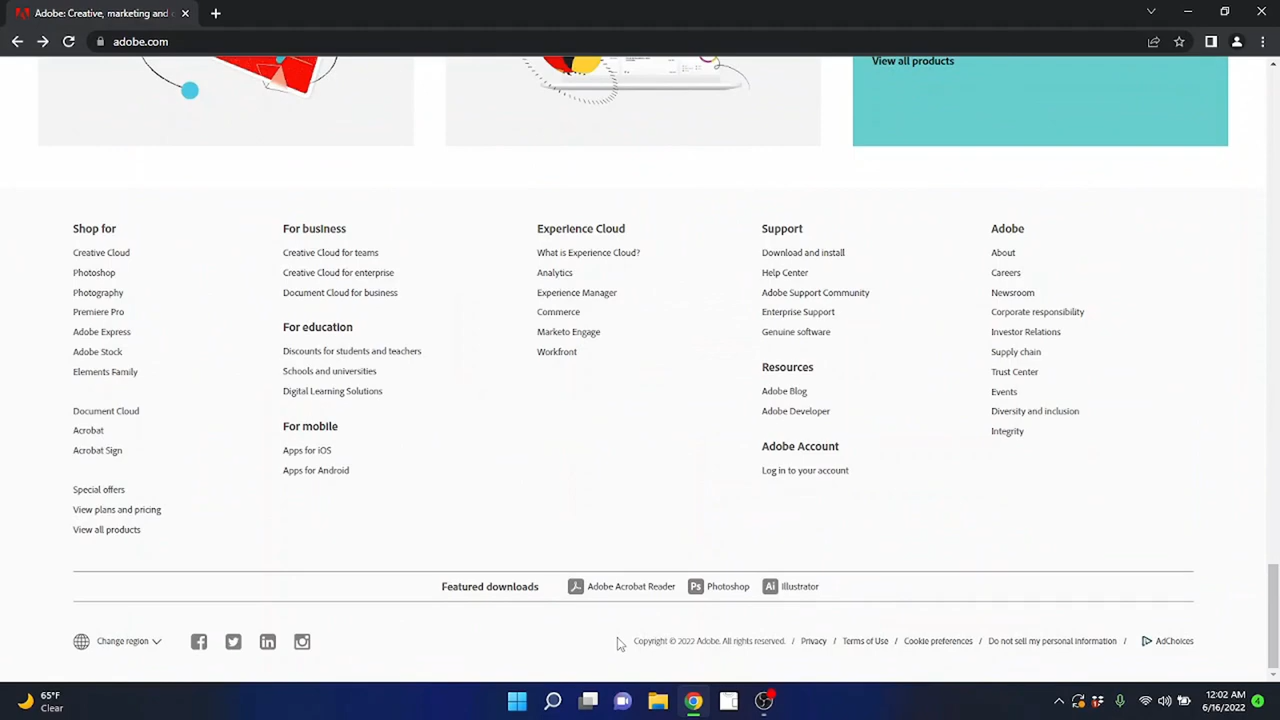 Adobe: Creative, marketing and
adobe.com
View all products
Shop for
Creative Cloud
Photoshop
Photography
Premiere Pro
Adobe Express
Adobe Stock
Elements Family
Document Cloud
Acrobat
Acrobat Sign
Special offers
View plans and pricing
View all products
For business
Creative Cloud for teams
Creative Cloud for enterprise
Document Cloud for business
For education
Discounts for students and teachers
Schools and universities
Digital Learning Solutions
For mobile
Apps for iOS
Apps for Android
Experience Cloud
What is Experience Cloud?
Analytics
Experience Manager
Commerce
Marketo Engage
Workfront
Support
Download and install
Help Center
Adobe Support Community
Enterprise Support
Genuine software
Resources
Adobe Blog
Adobe Developer
Adobe Account
Log in to your account
Adobe
About
Careers
Newsroom
Corporate responsibility
Investor Relations
Supply chain
Trust Center
Events
Diversity and inclusion
Integrity
Featured downloads Adobe Acrobat Reader Ps Photoshop Ai Illustrator
Change region Copyright © 2022 Adobe. All rights reserved. / Privacy / Terms of Use / Cookie preferences / Do not sell my personal information / AdChoices
65°F
Clear
12:02 AM
6/16/2022
4